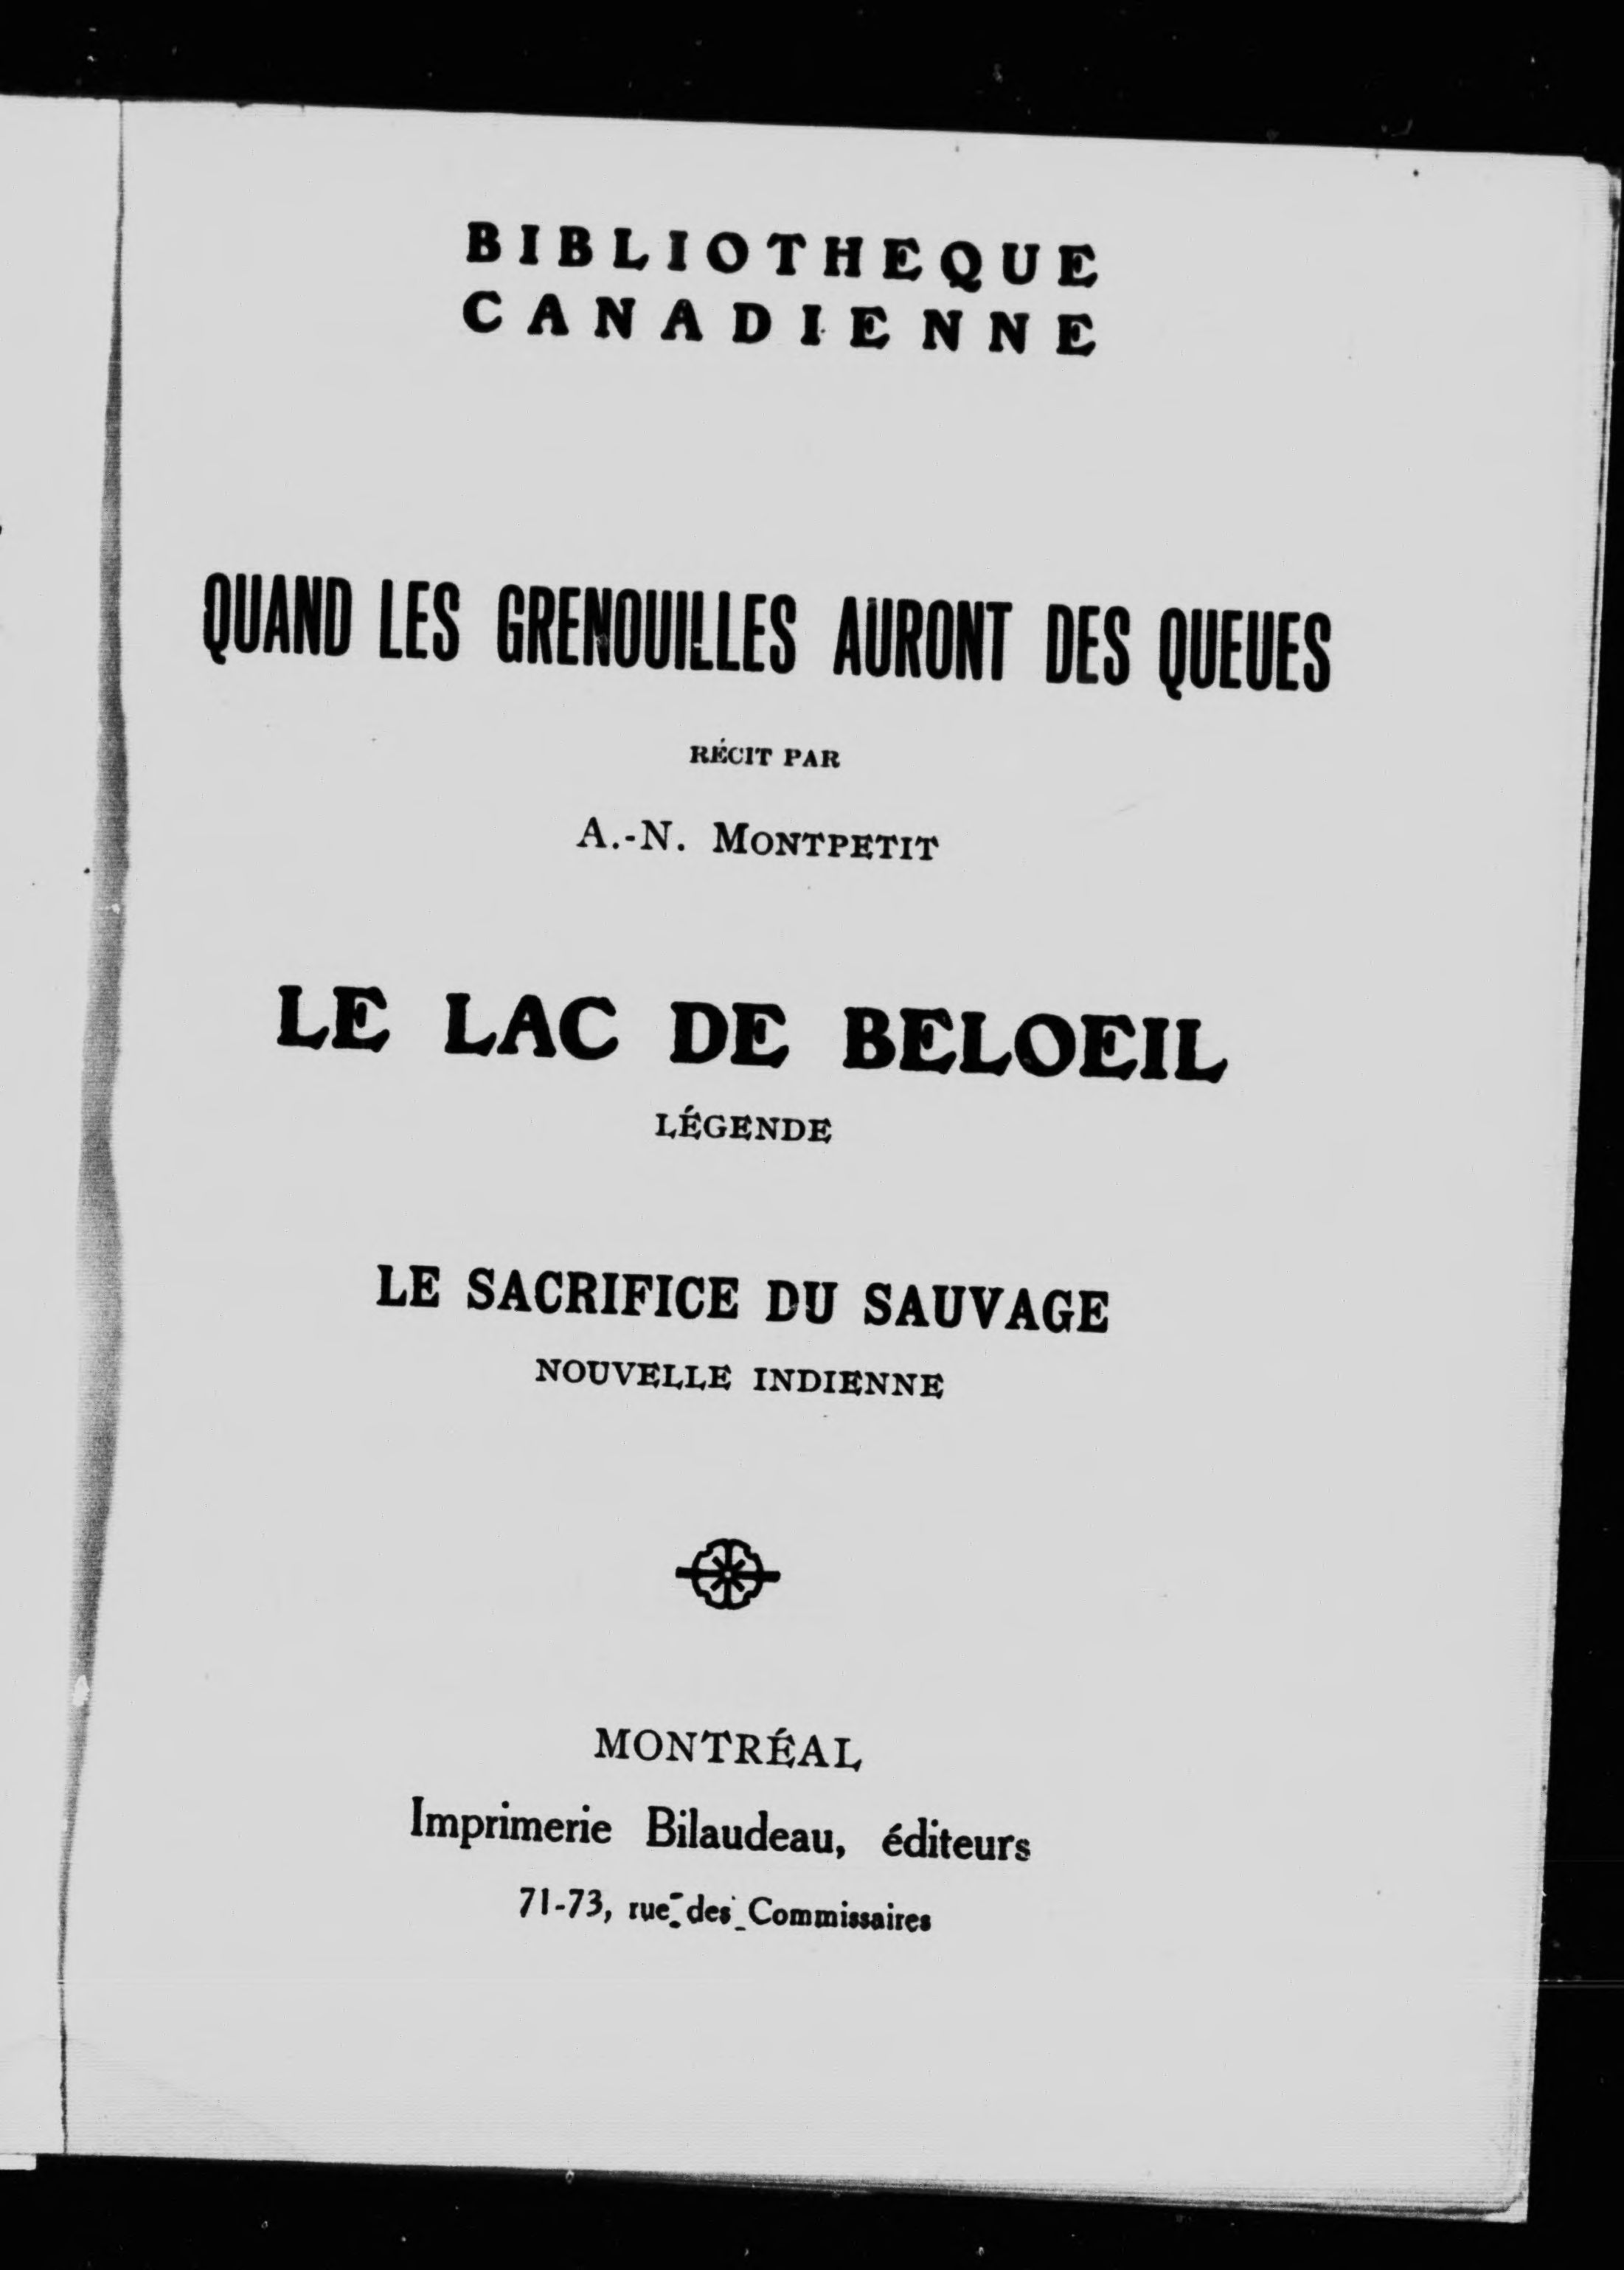 BIBLIOTHEQUE
CANADIENNE
QUAND LES GRENOUILLES AURONT DES QUEUES
RÉCIT PAR
A.-N. MONTPETIT
LE LAC DE BELOEIL
LÉGENDE
LE SACRIFICE DU SAUVAGE
NOUVELLE INDIENNE
MONTRÉAL
Imprimerie Bilaudeau, éditeurs
71-73, rue des Commissaires